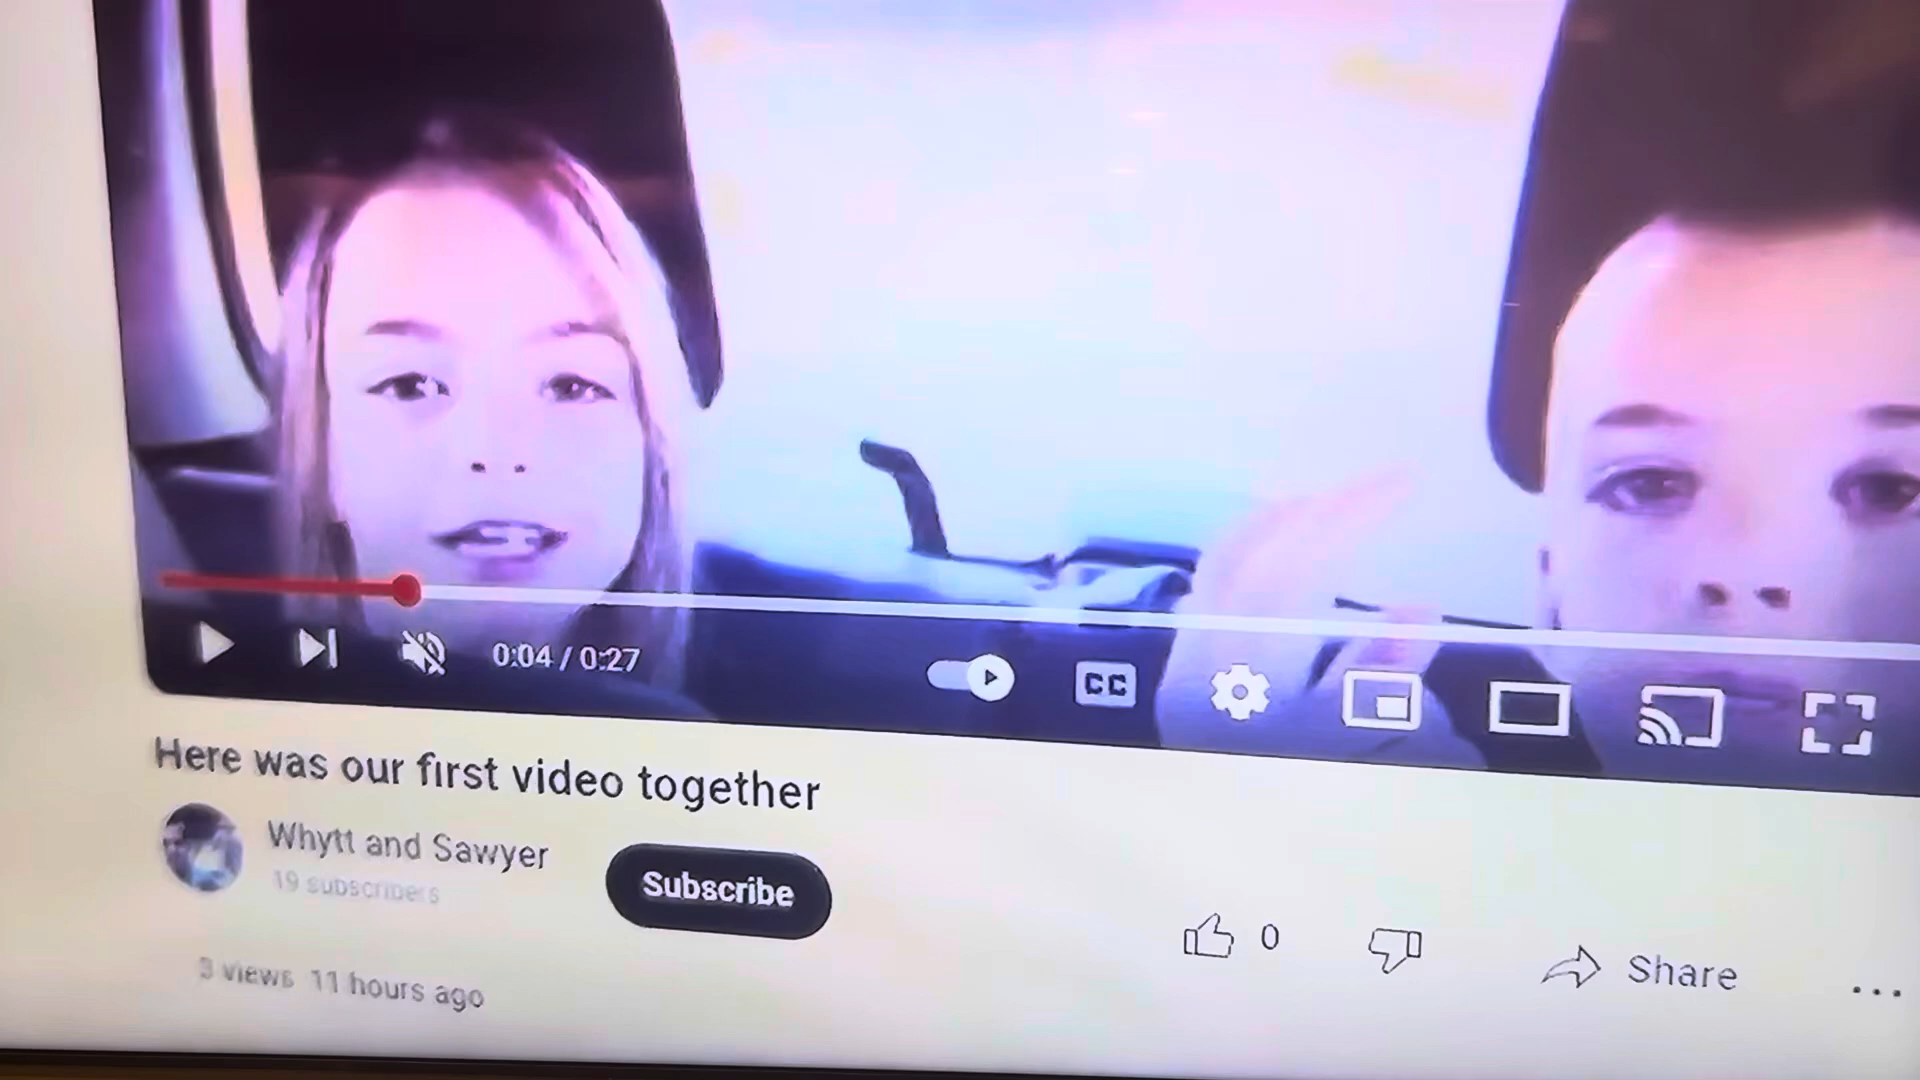 0:04 / 0:27
CC
Here was our first video together
Whytt and Sawyer
19 subscribers
Subscribe
0
Share
3 views 11 hours ago